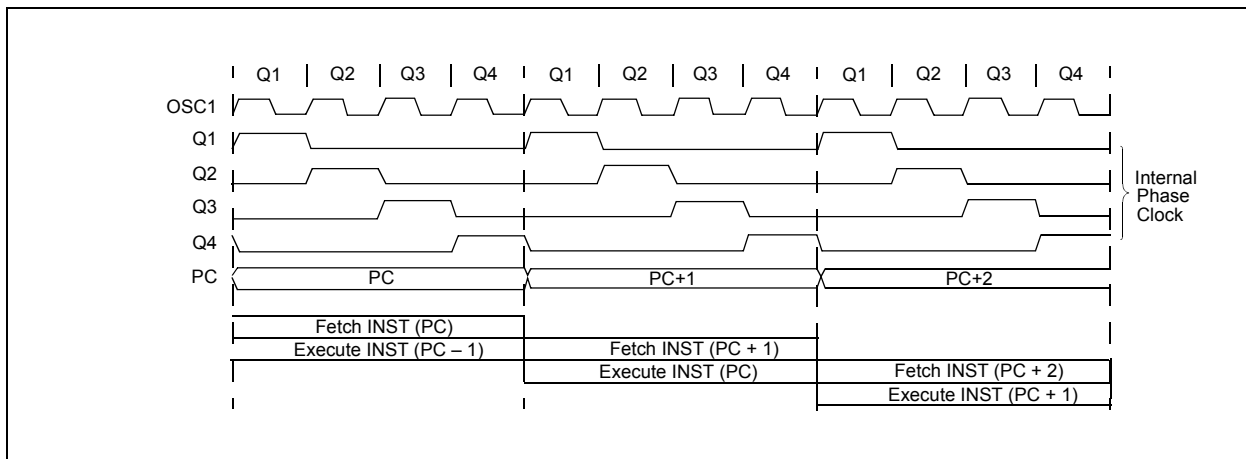 Q1 Q2 Q3 Q4 Q1 Q2 Q3 Q4 Q1 Q2 Q3 Q4
OSC1
Q1
Q2
Q3
Q4
PC PC PC+1 PC+2
Internal
Phase
Clock
Fetch INST (PC)
Execute INST (PC – 1) Fetch INST (PC + 1)
Execute INST (PC) Fetch INST (PC + 2)
Execute INST (PC + 1)